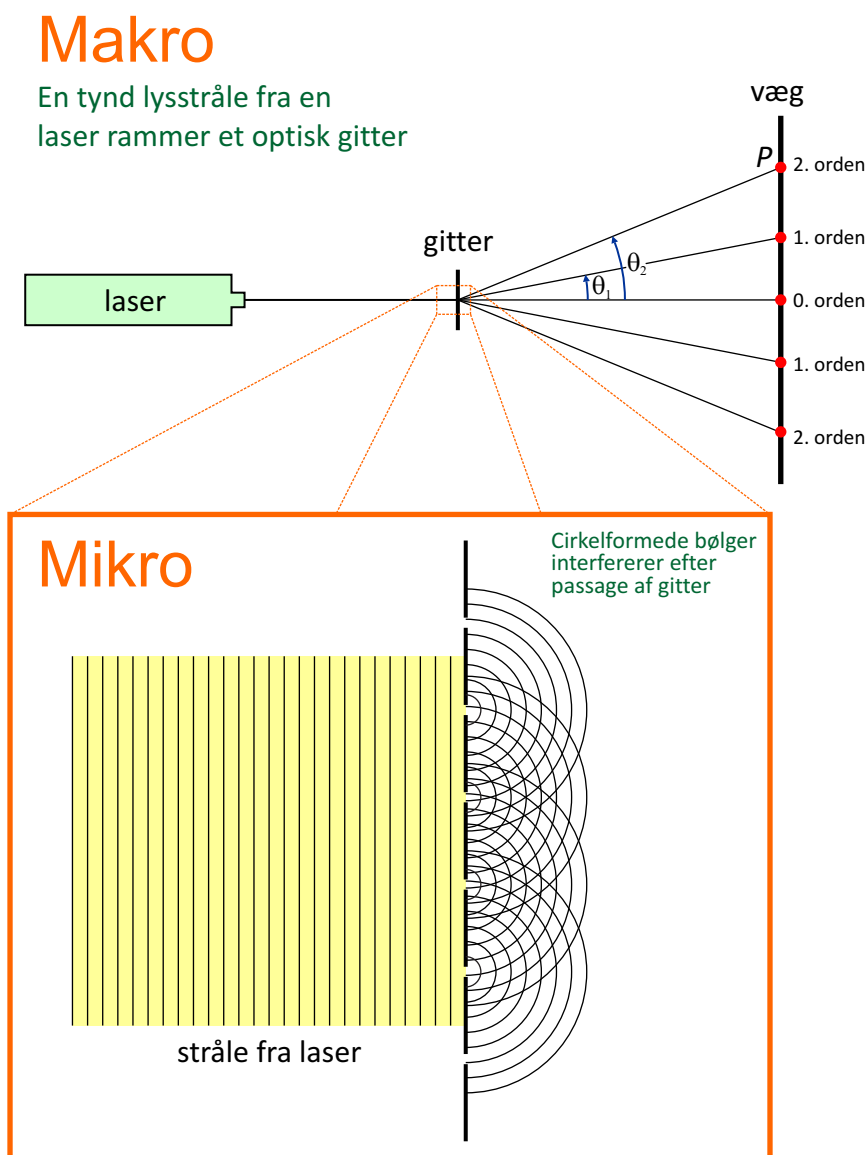 Makro
En tynd lysstråle fra en
laser rammer et optisk gitter
væg
P
2. orden
gitter
1. orden
θ2
θ1
laser
0. orden
1. orden
2. orden
Mikro
Cirkelformede bølger
interfererer efter
passage af gitter
stråle fra laser